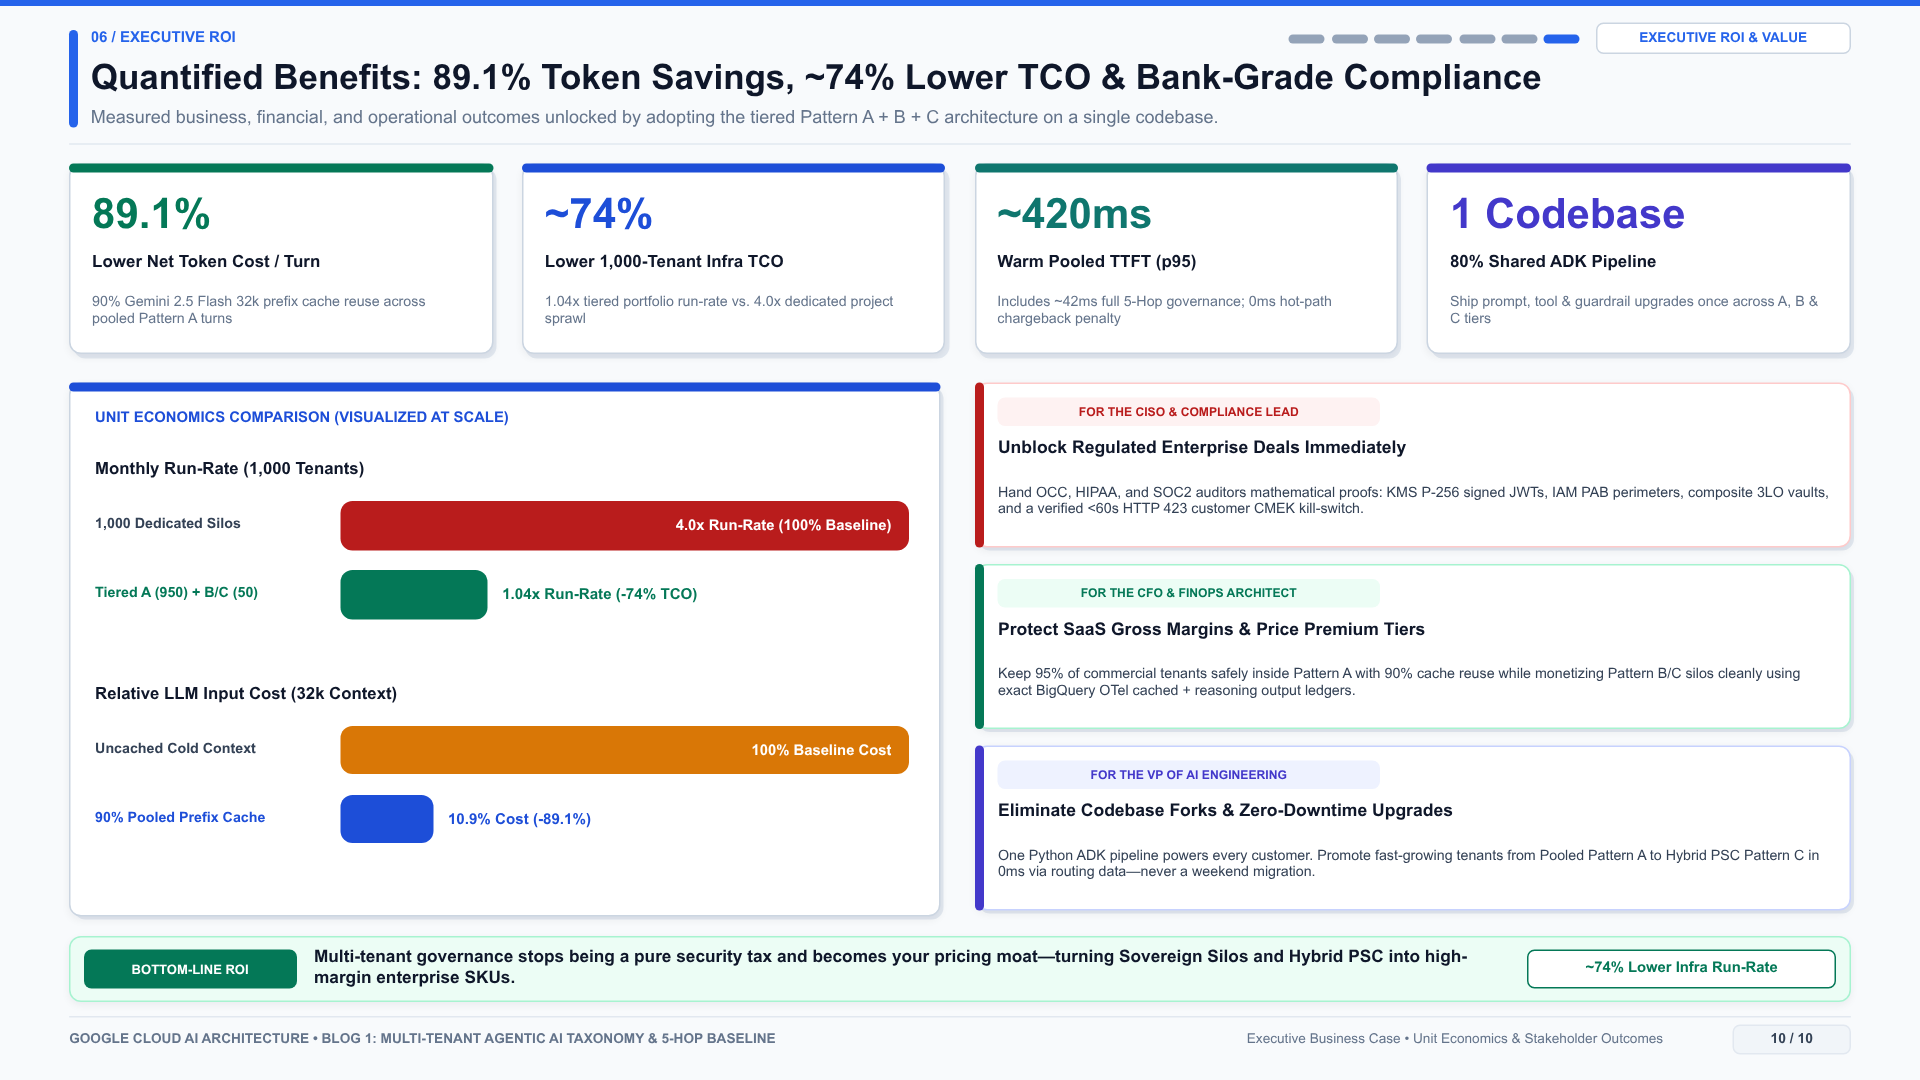 06 / EXECUTIVE ROI
EXECUTIVE ROI & VALUE
Quantified Benefits: 89.1% Token Savings, ~74% Lower TCO & Bank-Grade Compliance
Measured business, financial, and operational outcomes unlocked by adopting the tiered Pattern A + B + C architecture on a single codebase.
89.1%
Lower Net Token Cost / Turn
90% Gemini 2.5 Flash 32k prefix cache reuse across
pooled Pattern A turns
~74%
Lower 1,000-Tenant Infra TCO
1.04x tiered portfolio run-rate vs. 4.0x dedicated project
sprawl
~420ms
Warm Pooled TTFT (p95)
Includes ~42ms full 5-Hop governance; 0ms hot-path
chargeback penalty
1 Codebase
80% Shared ADK Pipeline
Ship prompt, tool & guardrail upgrades once across A, B &
C tiers
UNIT ECONOMICS COMPARISON (VISUALIZED AT SCALE)
Monthly Run-Rate (1,000 Tenants)
1,000 Dedicated Silos
4.0x Run-Rate (100% Baseline)
Tiered A (950) + B/C (50)
1.04x Run-Rate (-74% TCO)
Relative LLM Input Cost (32k Context)
Uncached Cold Context
100% Baseline Cost
90% Pooled Prefix Cache
10.9% Cost (-89.1%)
FOR THE CISO & COMPLIANCE LEAD
Unblock Regulated Enterprise Deals Immediately
Hand OCC, HIPAA, and SOC2 auditors mathematical proofs: KMS P-256 signed JWTs, IAM PAB perimeters, composite 3LO vaults,
and a verified <60s HTTP 423 customer CMEK kill-switch.
FOR THE CFO & FINOPS ARCHITECT
Protect SaaS Gross Margins & Price Premium Tiers
Keep 95% of commercial tenants safely inside Pattern A with 90% cache reuse while monetizing Pattern B/C silos cleanly using
exact BigQuery OTel cached + reasoning output ledgers.
FOR THE VP OF AI ENGINEERING
Eliminate Codebase Forks & Zero-Downtime Upgrades
One Python ADK pipeline powers every customer. Promote fast-growing tenants from Pooled Pattern A to Hybrid PSC Pattern C in
0ms via routing data—never a weekend migration.
BOTTOM-LINE ROI
Multi-tenant governance stops being a pure security tax and becomes your pricing moat—turning Sovereign Silos and Hybrid PSC into high-
margin enterprise SKUs.
~74% Lower Infra Run-Rate
GOOGLE CLOUD AI ARCHITECTURE • BLOG 1: MULTI-TENANT AGENTIC AI TAXONOMY & 5-HOP BASELINE
Executive Business Case • Unit Economics & Stakeholder Outcomes
10 / 10